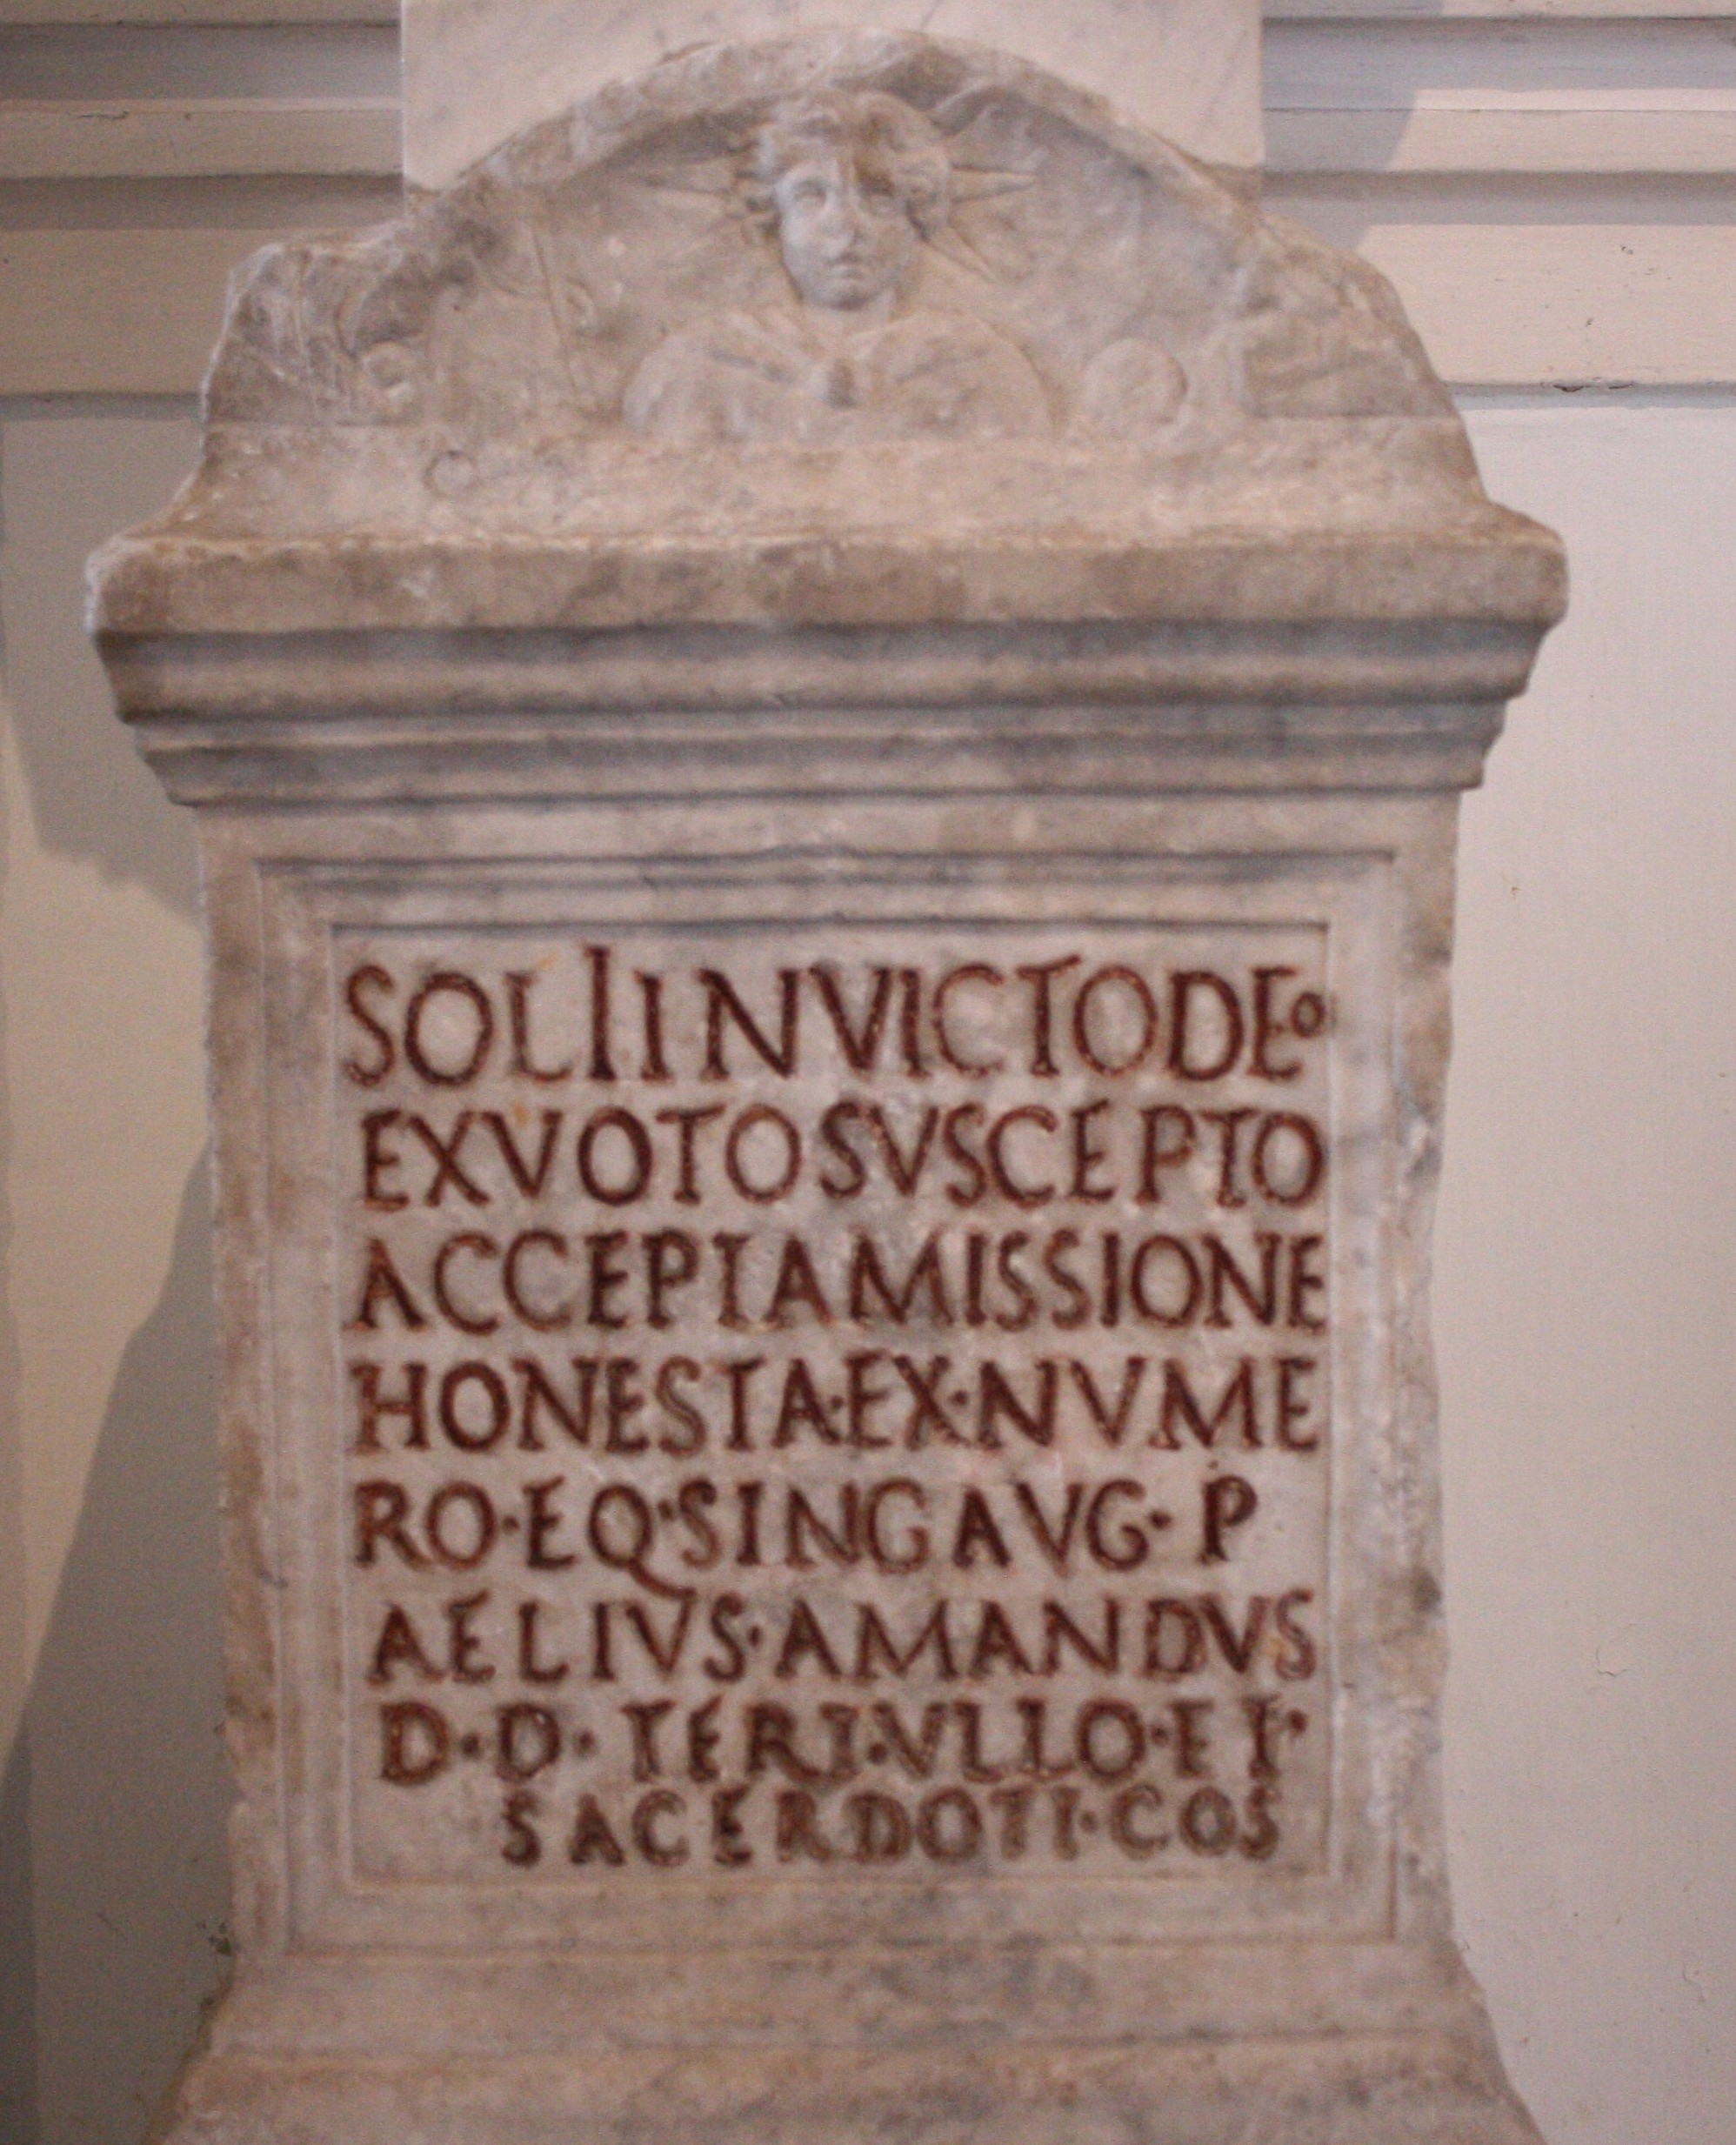 SOLI INVICTO DEO
EX VOTO SVSCEPTO
ACCEPTA MISSIONE
HONESTA·EX·NVME
RO·EQ·SING AVG· P
AELIVS·AMANDVS
D·D· TERTVLLO·ET·
SACERDOTI·COS